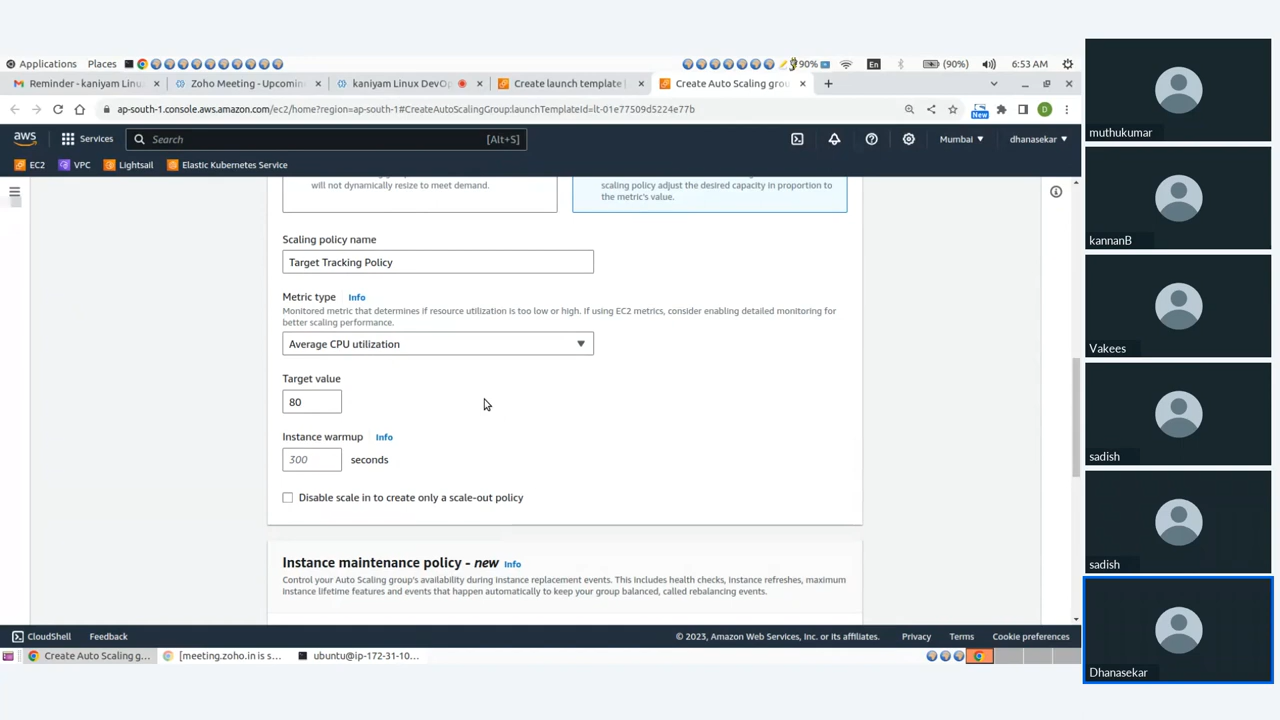 Applications Places 90% En (90%) 6:53 AM
Reminder - kaniyam Linu
Zoho Meeting - Upcomin
kaniyam Linux DevO
Create launch template |
Create Auto Scaling grou
ap-south-1.console.aws.amazon.com/ec2/home?region=ap-south-1#CreateAutoScalingGroup:launchTemplateId=lt-01e77509d5224e77b
New
D
aws
Services
Search
[Alt+S]
Mumbai
dhanasekar
EC2
VPC
Lightsail
Elastic Kubernetes Service
will not dynamically resize to meet demand.
scaling policy adjust the desired capacity in proportion to
the metric's value.
Scaling policy name
Target Tracking Policy
Metric type Info
Monitored metric that determines if resource utilization is too low or high. If using EC2 metrics, consider enabling detailed monitoring for
better scaling performance.
Average CPU utilization
Target value
80
Instance warmup Info
300 seconds
Disable scale in to create only a scale-out policy
Instance maintenance policy - new Info
Control your Auto Scaling group's availability during instance replacement events. This includes health checks, instance refreshes, maximum
instance lifetime features and events that happen automatically to keep your group balanced, called rebalancing events.
CloudShell
Feedback
© 2023, Amazon Web Services, Inc. or its affiliates.
Privacy
Terms
Cookie preferences
Create Auto Scaling g...
[meeting.zoho.in is s...
ubuntu@ip-172-31-10...
muthukumar
kannanB
Vakees
sadish
sadish
Dhanasekar